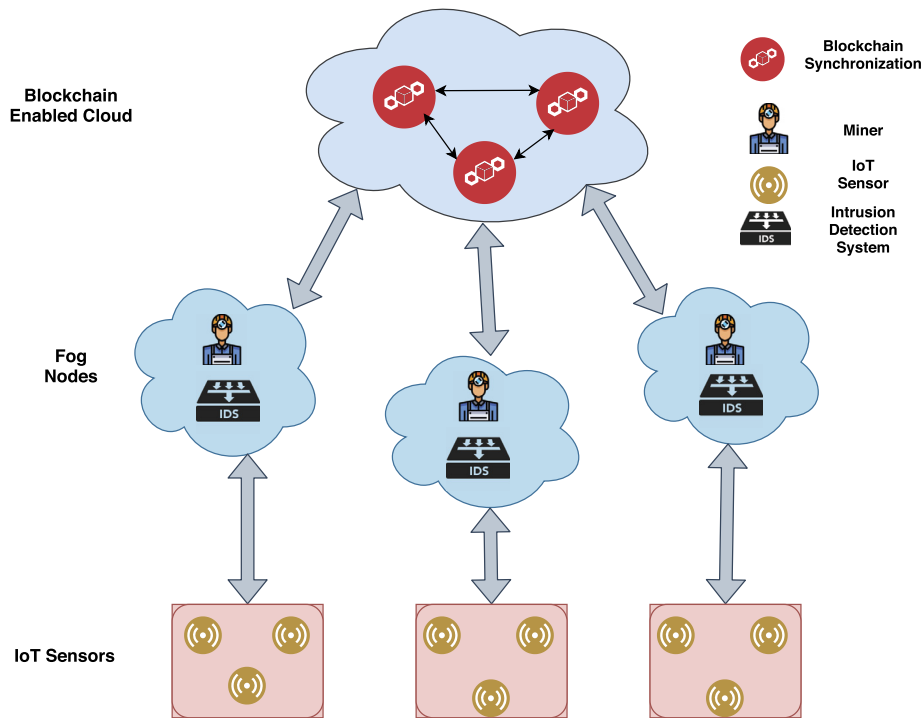 Blockchain
Enabled Cloud
Blockchain
Synchronization
Miner
IoT
Sensor
IDS
Intrusion
Detection
System
Fog
Nodes
IDS
IDS
IDS
IoT Sensors